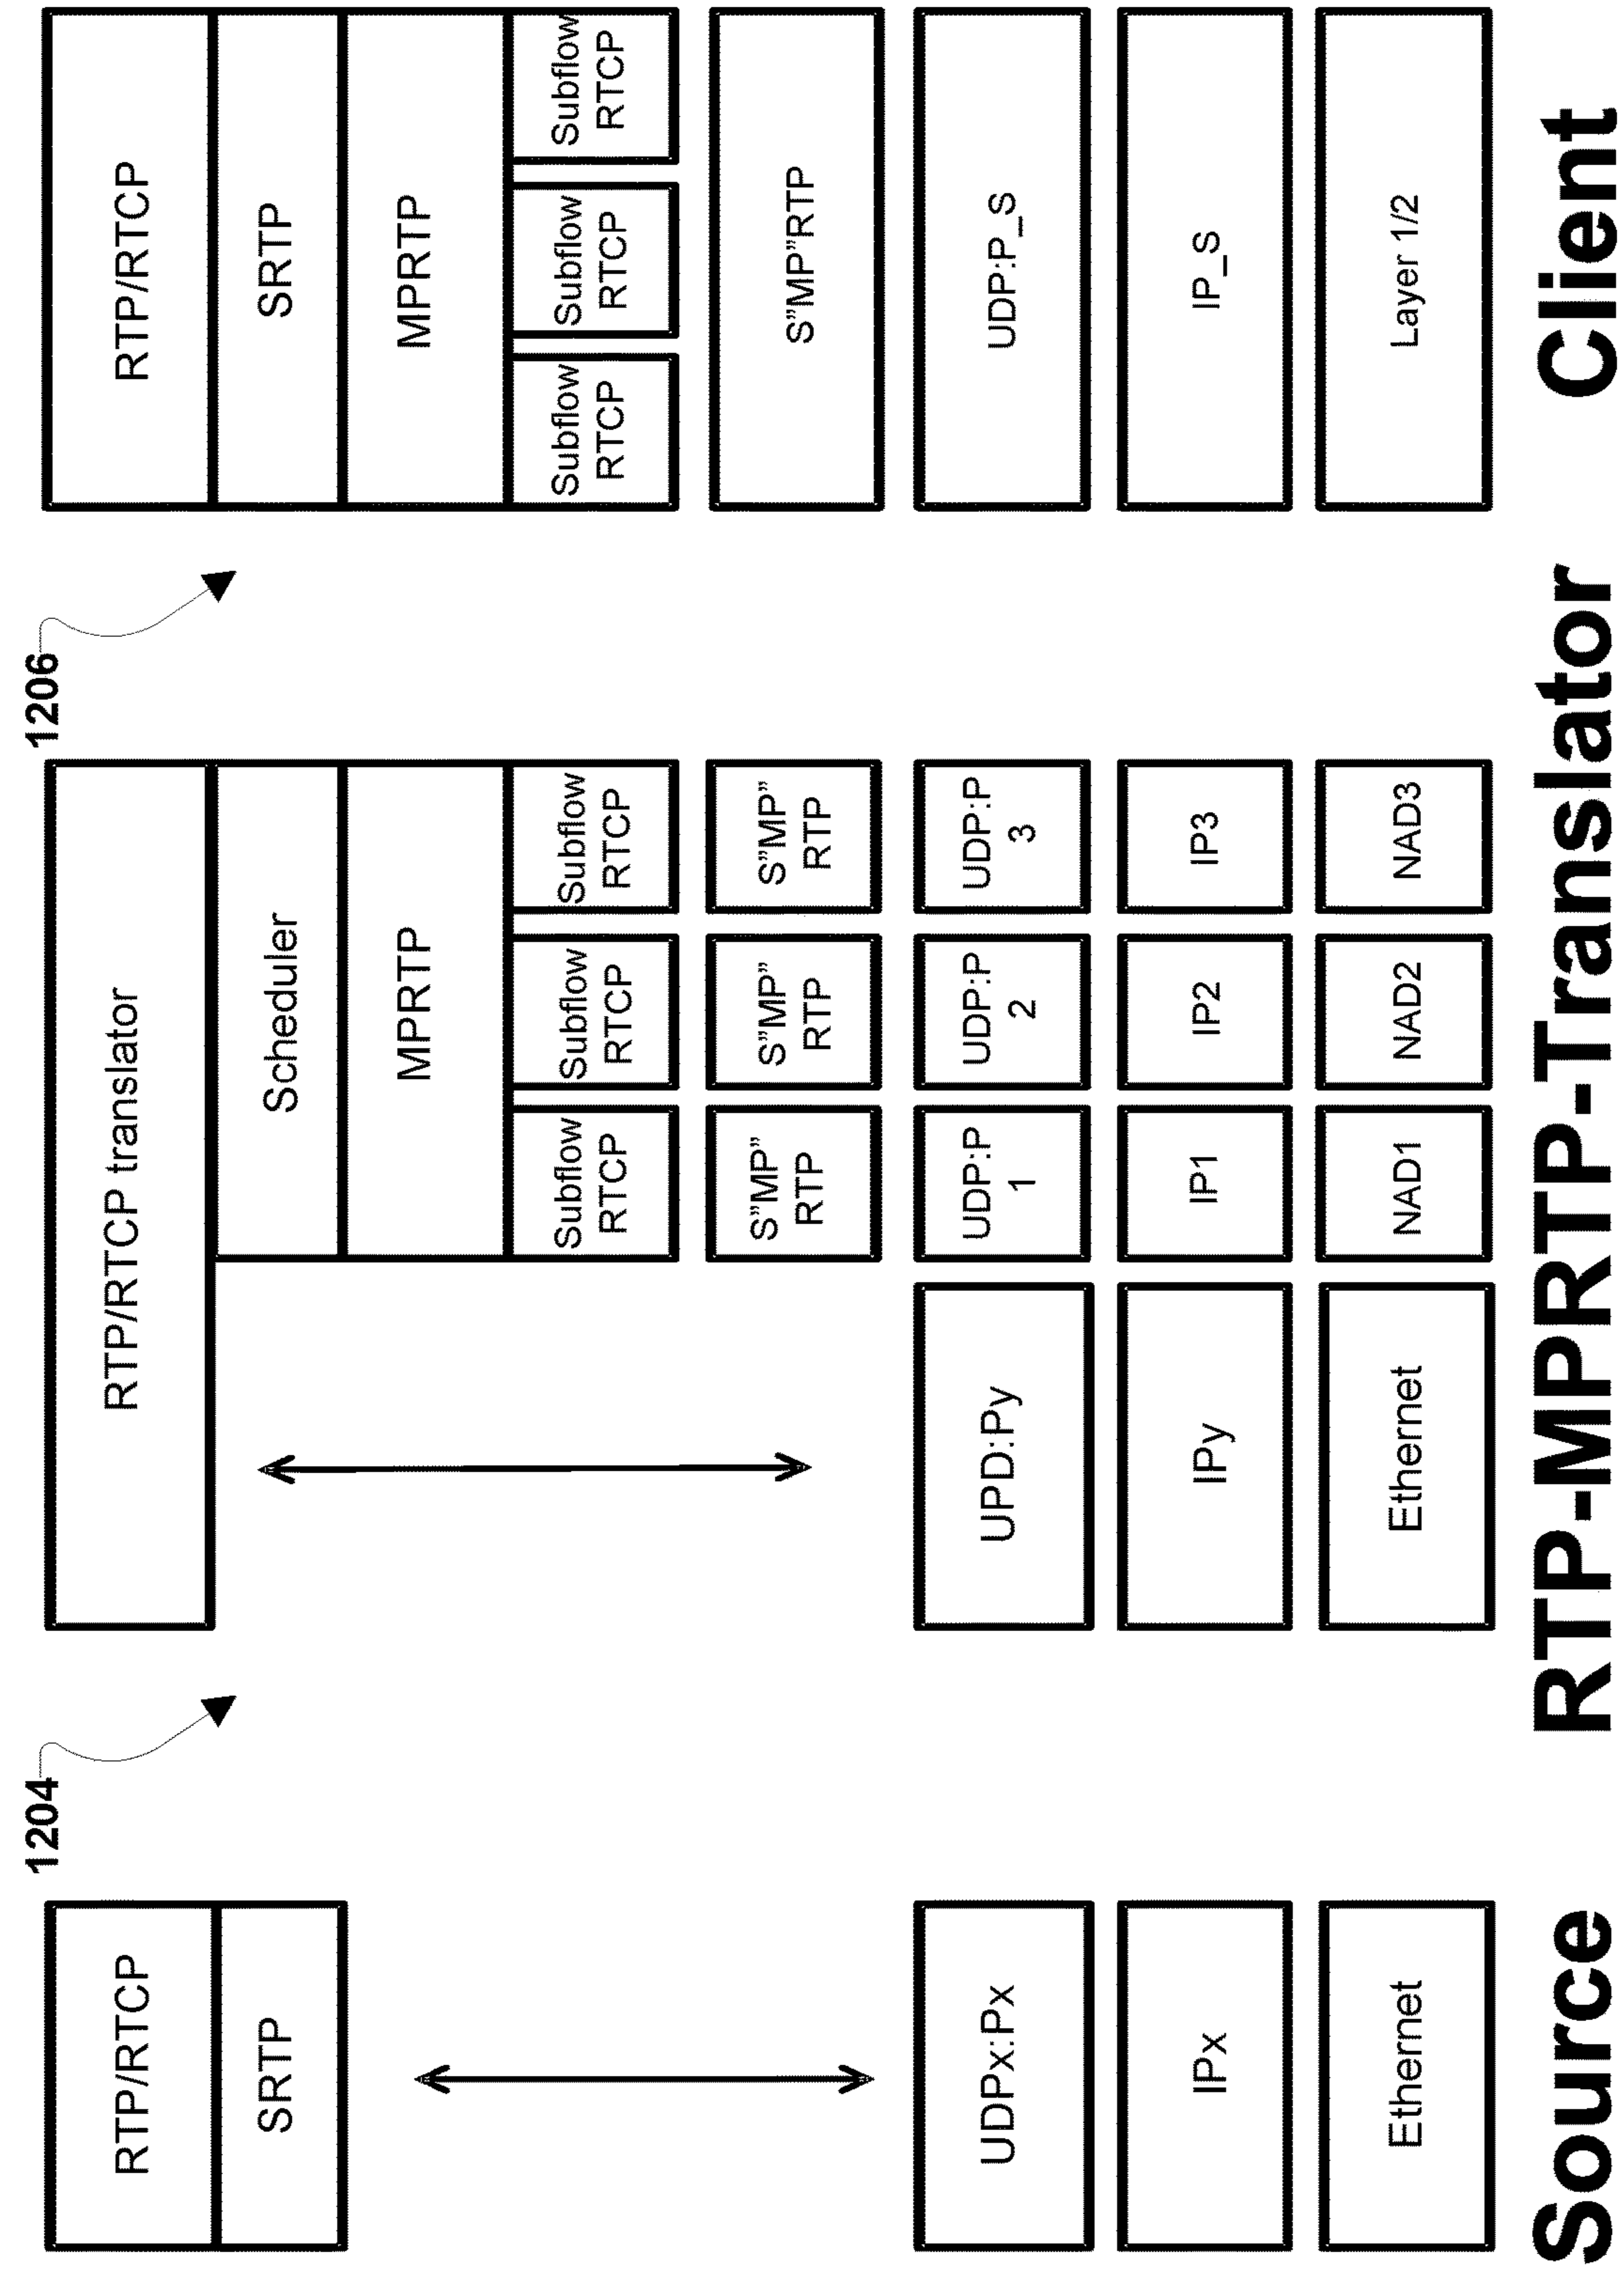 1204
1206
RTP/RTCP
SRTP
UDPx:Px
IPx
Ethernet
Source
RTP/RTCP translator
Scheduler
MPRTP
Subflow
RTCP
Subflow
RTCP
Subflow
RTCP
S”MP”
RTP
S”MP”
RTP
S”MP”
RTP
UPD:Py
UDP:P
1
UDP:P
2
UDP:P
3
IPy
IP1
IP2
IP3
Ethernet
NAD1
NAD2
NAD3
RTP-MPRTP-Translator
RTP/RTCP
SRTP
MPRTP
Subflow
RTCP
Subflow
RTCP
Subflow
RTCP
S”MP”RTP
UDP:P_S
IP_S
Layer 1/2
Client